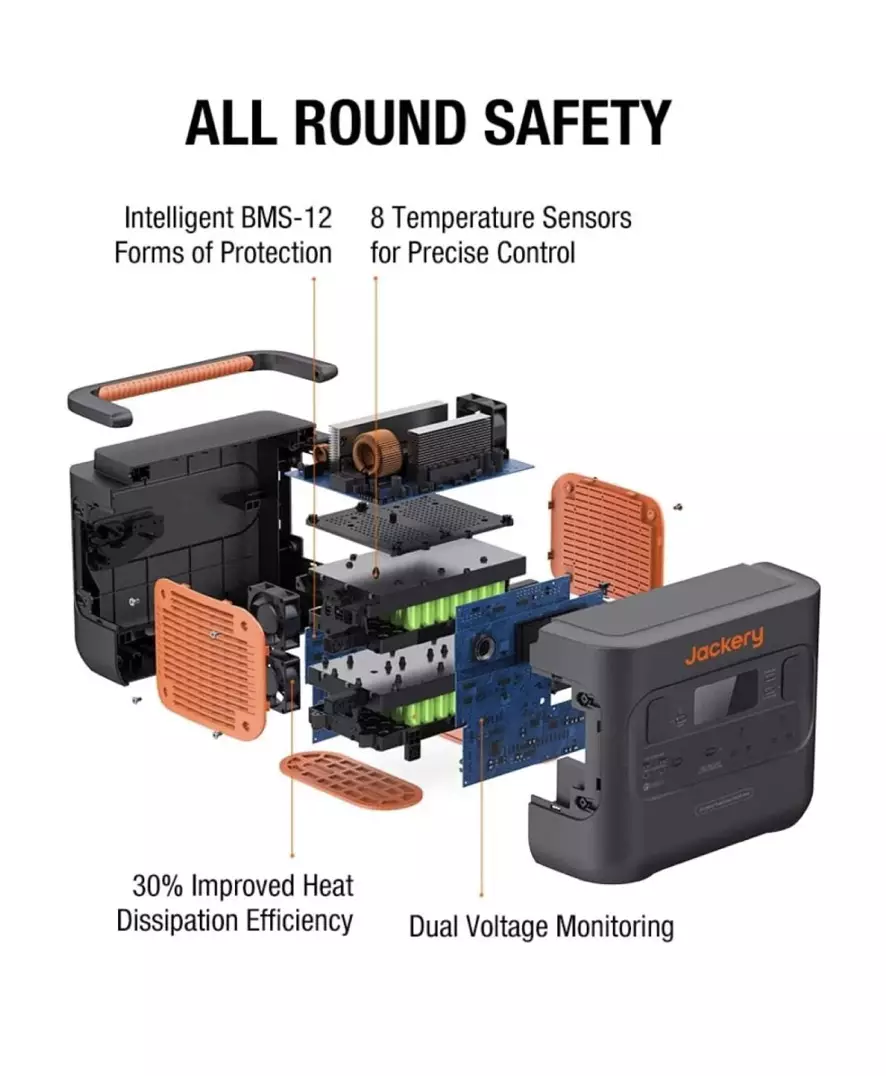 ALL ROUND SAFETY
Intelligent BMS-12
Forms of Protection
8 Temperature Sensors
for Precise Control
Jackery
30% Improved Heat
Dissipation Efficiency
Dual Voltage Monitoring